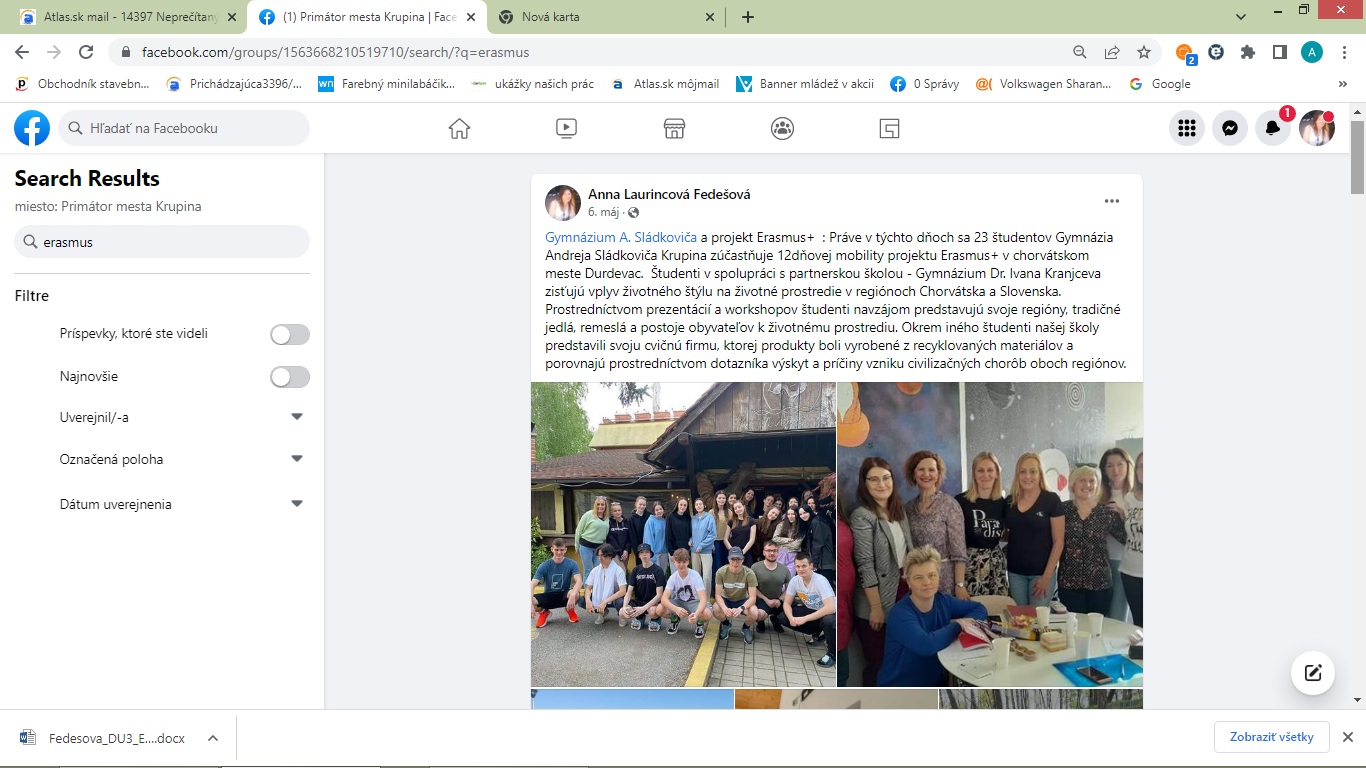 Atlas.sk mail - 14397 Neprečítaný
(1) Primátor mesta Krupina | Face
Nová karta
facebook.com/groups/1563668210519710/search/?q=erasmus
2
A
Obchodník stavebn...
Prichádzajúca3396/...
wn
Farebný minilabáčik...
ukážky našich prác
Atlas.sk môjmail
Banner mládež v akcii
0 Správy
Volkswagen Sharan...
Google
»
Hľadať na Facebooku
1
Search Results
miesto: Primátor mesta Krupina
erasmus
Filtre
Príspevky, ktoré ste videli
Najnovšie
Uverejnil/-a
Označená poloha
Dátum uverejnenia
Anna Laurincová Fedešová
6. máj ·
Gymnázium A. Sládkoviča a projekt Erasmus+ : Práve v týchto dňoch sa 23 študentov Gymnázia
Andreja Sládkoviča Krupina zúčastňuje 12dňovej mobility projektu Erasmus+ v chorvátskom
meste Durdevac. Študenti v spolupráci s partnerskou školou - Gymnázium Dr. Ivana Kranjceva
zisťujú vplyv životného štýlu na životné prostredie v regiónoch Chorvátska a Slovenska.
Prostredníctvom prezentácií a workshopov študenti navzájom predstavujú svoje regióny, tradičné
jedlá, remeslá a postoje obyvateľov k životnému prostrediu. Okrem iného študenti našej školy
predstavili svoju cvičnú firmu, ktorej produkty boli vyrobené z recyklovaných materiálov a
porovnajú prostredníctvom dotazníka výskyt a príčiny vzniku civilizačných chorôb oboch regiónov.
Fedesova_DU3_E....docx
Zobraziť všetky